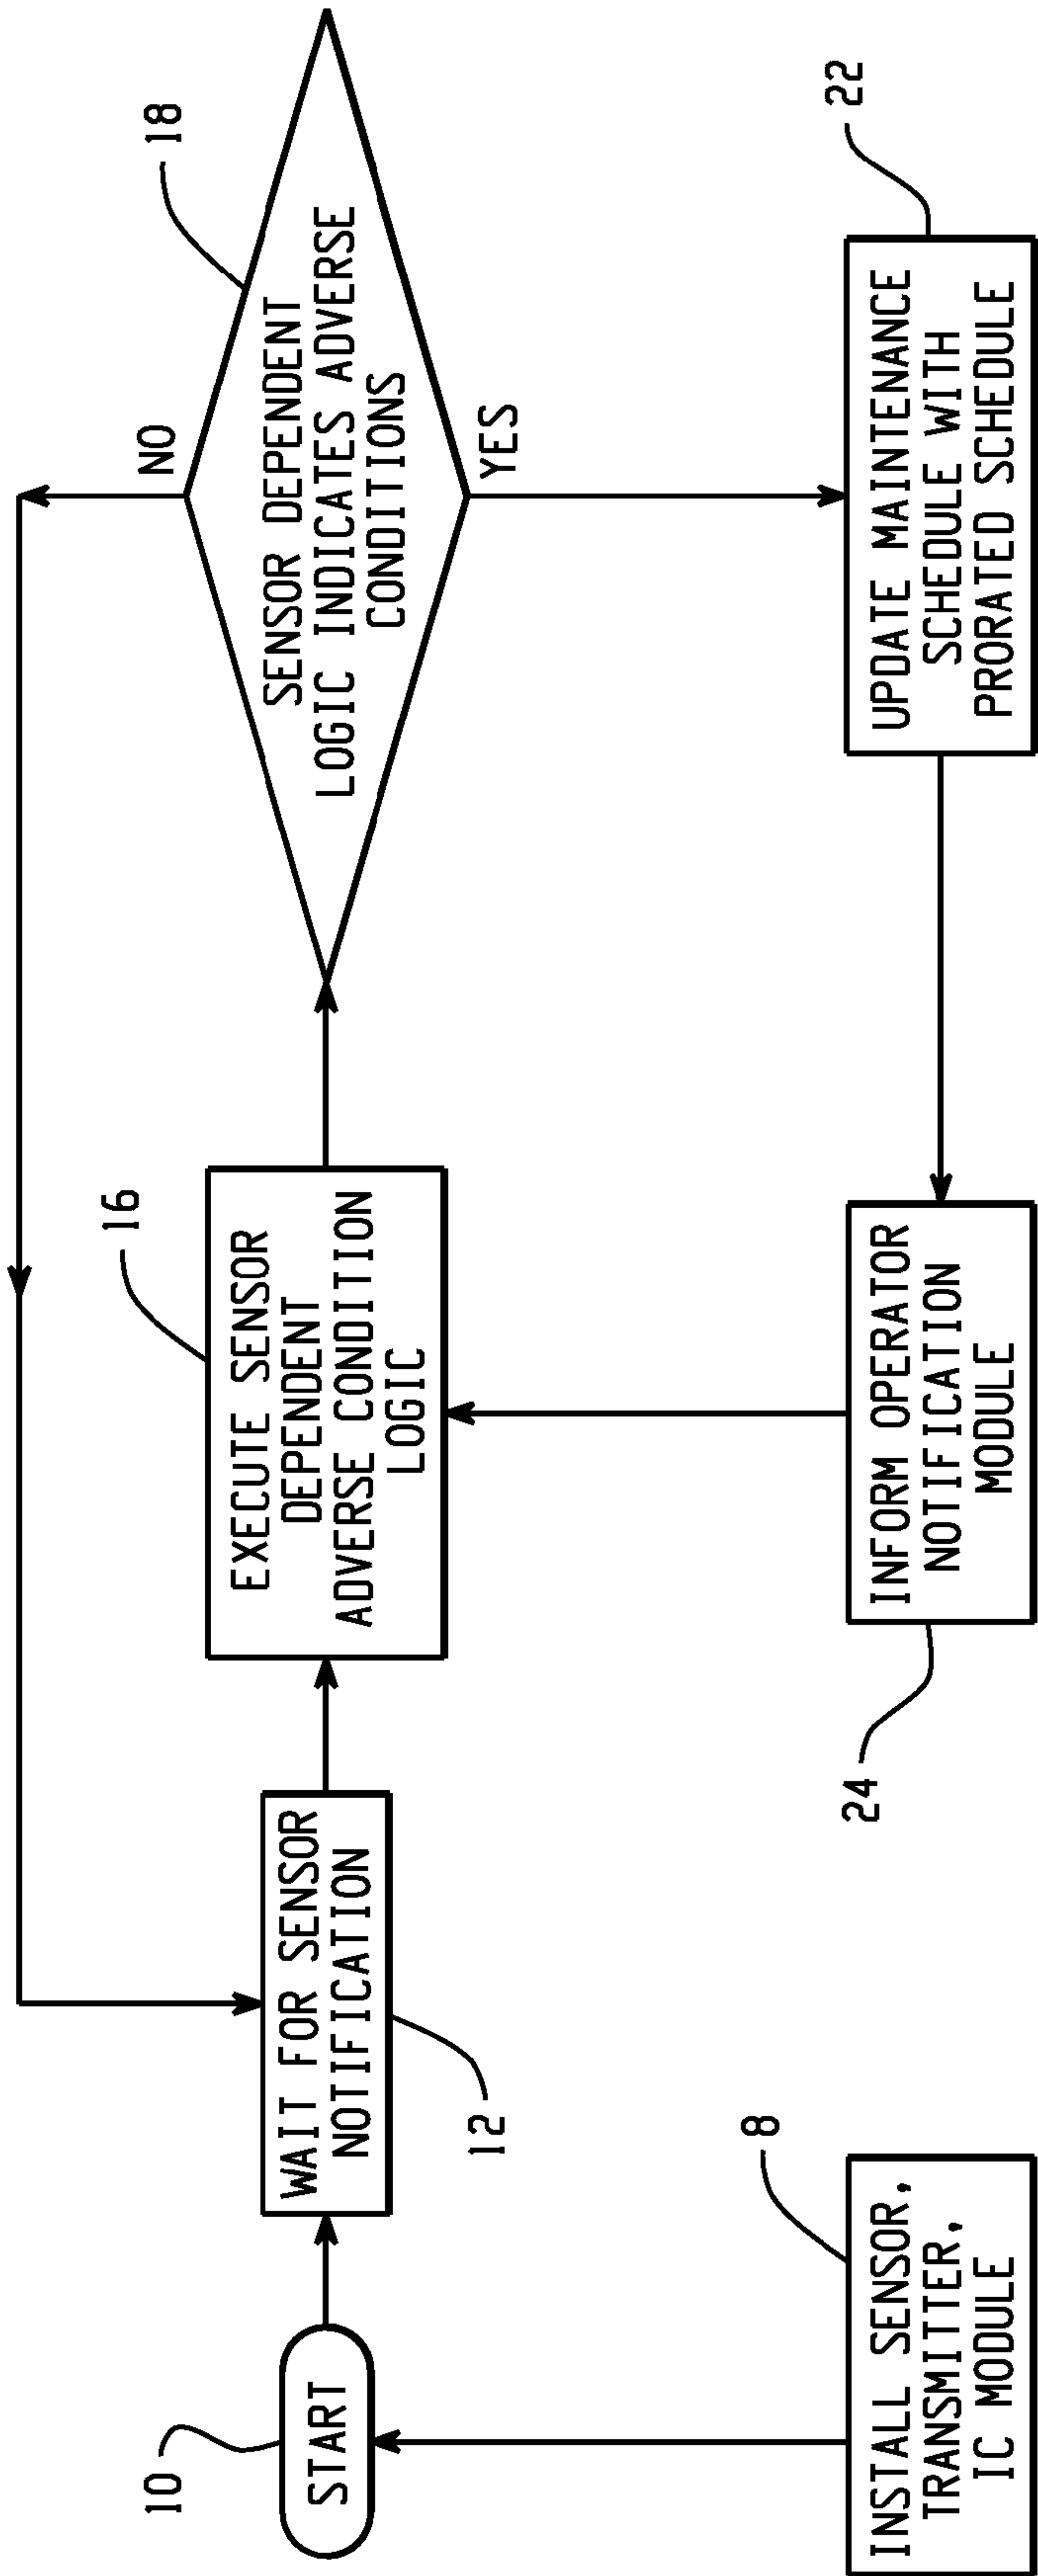 NO
18
SENSOR DEPENDENT
LOGIC INDICATES ADVERSE
CONDITIONS
YES
16
EXECUTE SENSOR
DEPENDENT
ADVERSE CONDITION
LOGIC
WAIT FOR SENSOR
NOTIFICATION
12
10
START
22
UPDATE MAINTENANCE
SCHEDULE WITH
PRORATED SCHEDULE
INFORM OPERATOR
NOTIFICATION
MODULE
24
8
INSTALL SENSOR,
TRANSMITTER,
IC MODULE